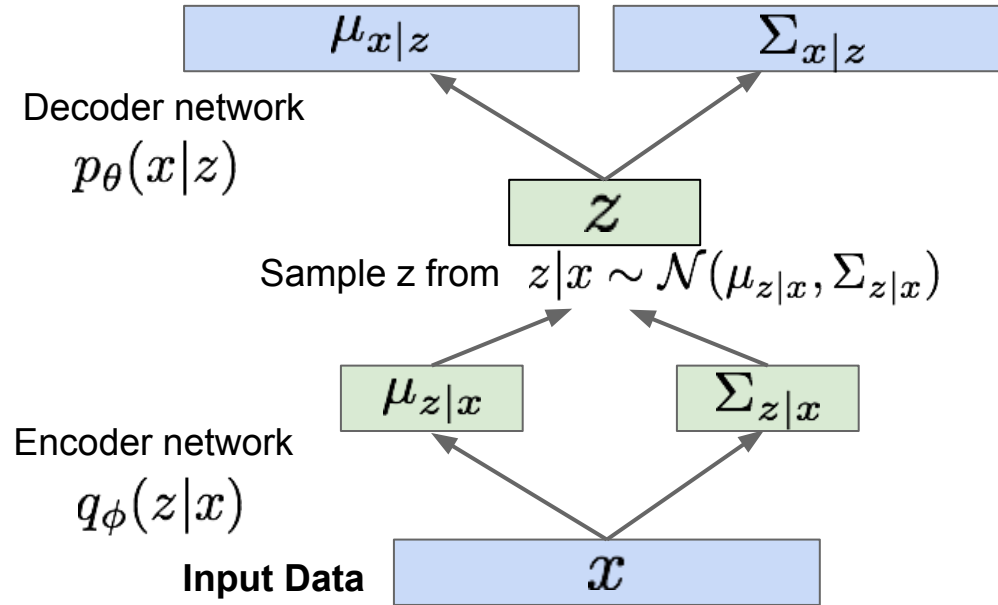 μ_{x|z} Σ_{x|z}
Decoder network
p_θ(x|z)
z
Sample z from z|x ∼ 𝒩(μ_{z|x}, Σ_{z|x})
μ_{z|x} Σ_{z|x}
Encoder network
q_ϕ(z|x)
Input Data x